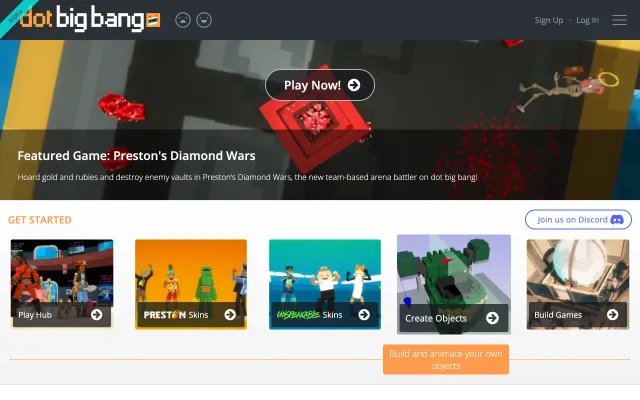 alpha
dot big bang
Sign Up · Log In
Play Now!
Featured Game: Preston's Diamond Wars
Hoard gold and rubies and destroy enemy vaults in Preston's Diamond Wars, the new team-based arena battler on dot big bang!
GET STARTED
Join us on Discord
Play Hub
PRESTON Skins
UNSPEAKABLE Skins
Create Objects
Build Games
Build and animate your own
objects